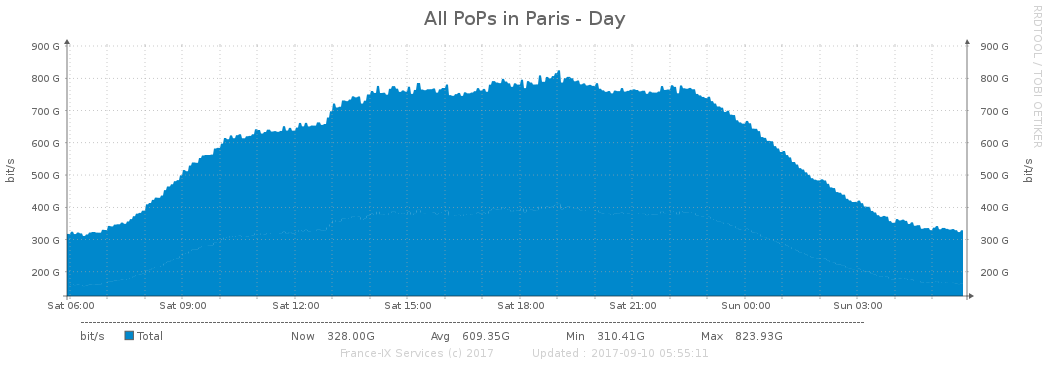 All PoPs in Paris - Day
RRDTOOL / TOBI OETIKER
900 G 900 G
800 G 800 G
700 G 700 G
600 G 600 G
500 G 500 G
400 G 400 G
300 G 300 G
200 G 200 G
bit/s bit/s
Sat 06:00 Sat 09:00 Sat 12:00 Sat 15:00 Sat 18:00 Sat 21:00 Sun 00:00 Sun 03:00
bit/s Total Now 328.00G Avg 609.35G Min 310.41G Max 823.93G
France-IX Services (c) 2017 Updated : 2017-09-10 05:55:11